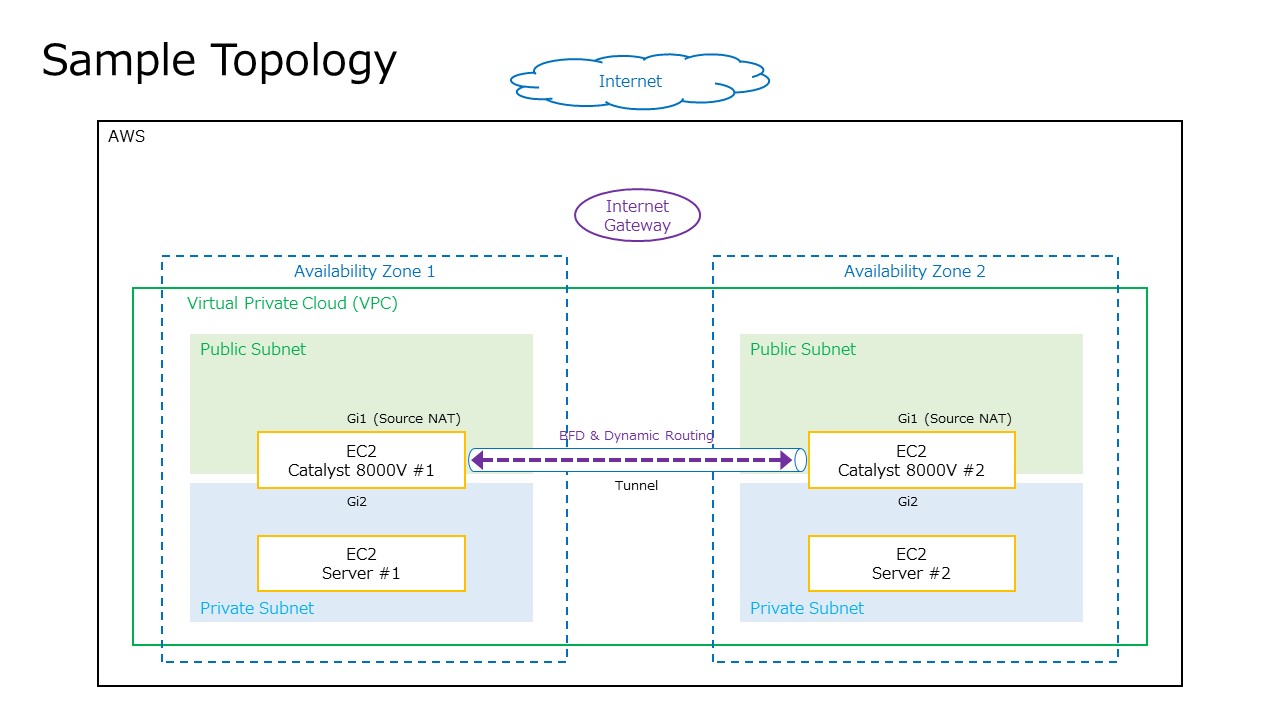 Sample Topology
Internet
AWS
Internet
Gateway
Availability Zone 1
Availability Zone 2
Virtual Private Cloud (VPC)
Public Subnet
Public Subnet
Gi1 (Source NAT)
Gi1 (Source NAT)
BFD & Dynamic Routing
EC2
Catalyst 8000V #1
EC2
Catalyst 8000V #2
Tunnel
Gi2
Gi2
EC2
Server #1
EC2
Server #2
Private Subnet
Private Subnet